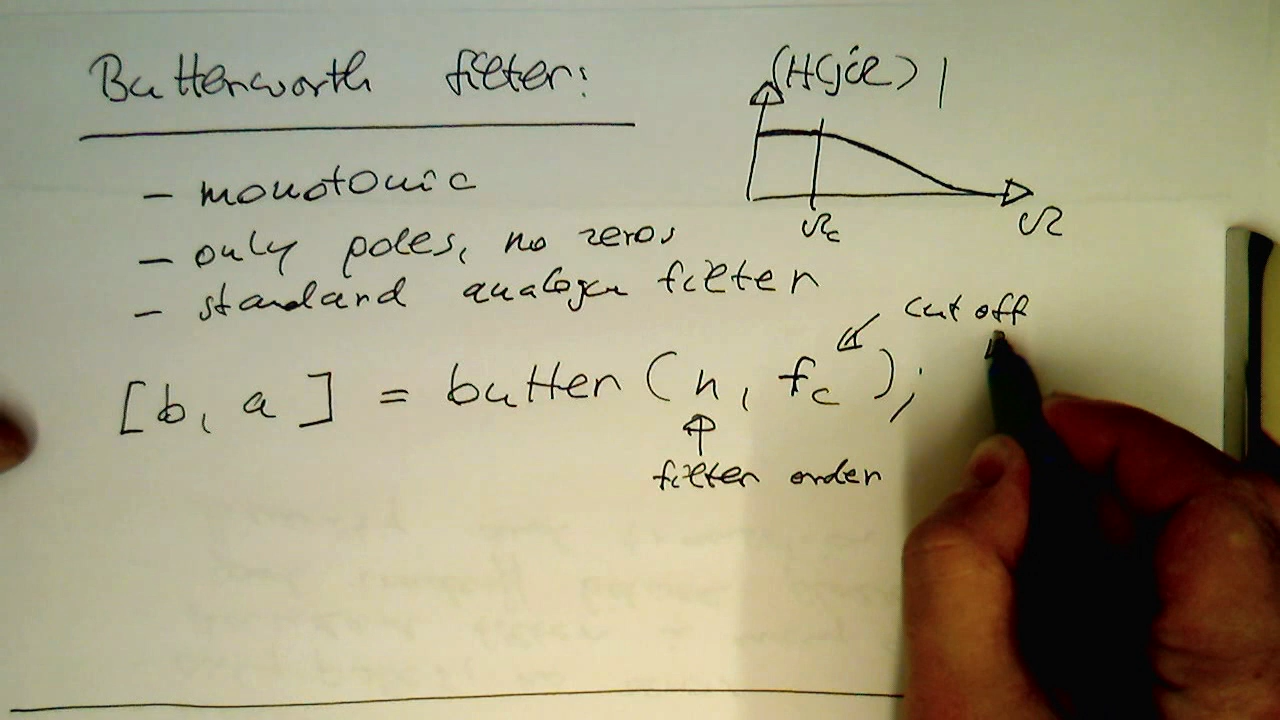 Butterworth filter:
|H(jΩ)|
- monotonic
Ωc
Ω
- only poles, no zeros
- standard analogue filter
cut off
[b, a] = butter(n, fc);
filter order